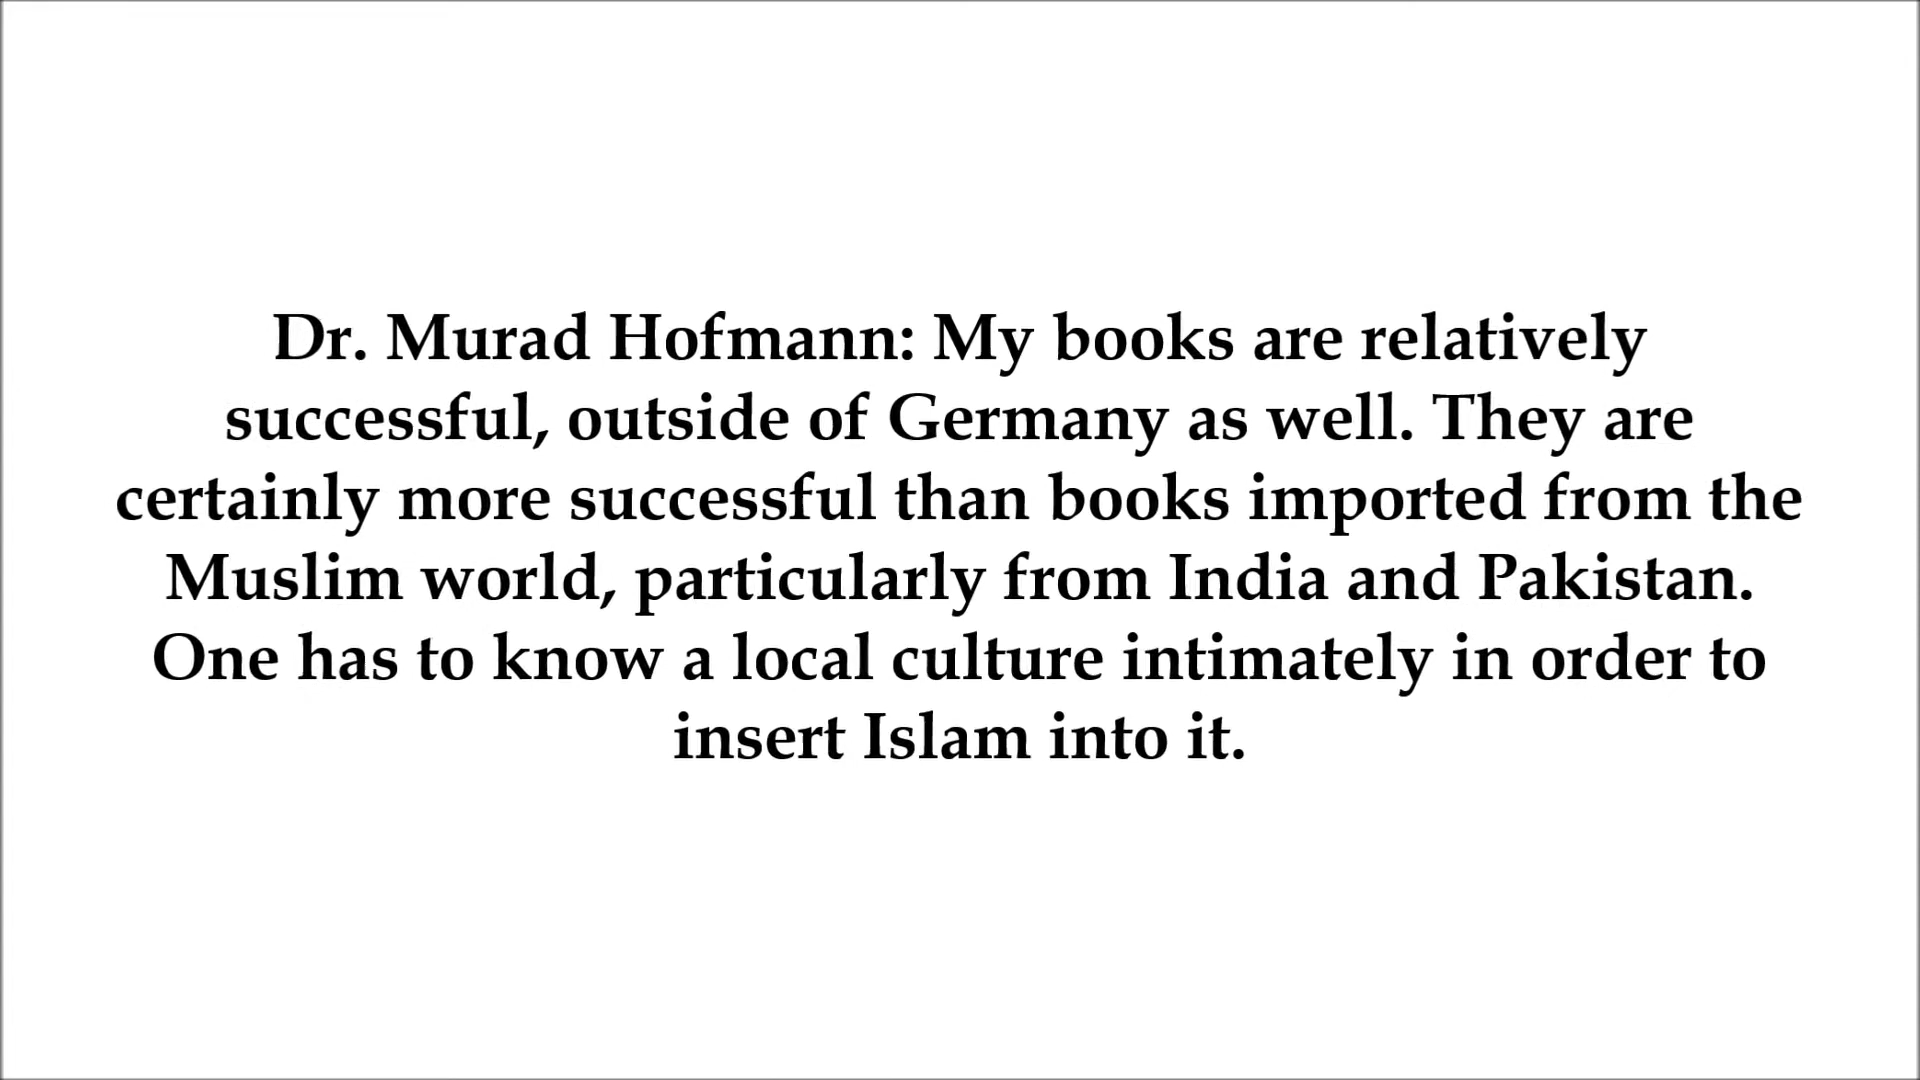 Dr. Murad Hofmann: My books are relatively
successful, outside of Germany as well. They are
certainly more successful than books imported from the
Muslim world, particularly from India and Pakistan.
One has to know a local culture intimately in order to
insert Islam into it.